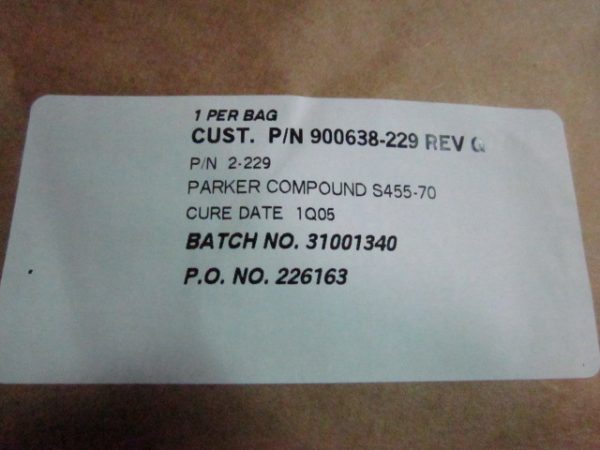 1 PER BAG
CUST. P/N 900638-229 REV Q
P/N 2-229
PARKER COMPOUND S455-70
CURE DATE 1Q05
BATCH NO. 31001340
P.O. NO. 226163